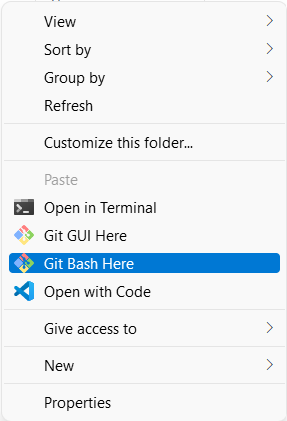 View
Sort by
Group by
Refresh
Customize this folder...
Paste
Open in Terminal
Git GUI Here
Git Bash Here
Open with Code
Give access to
New
Properties